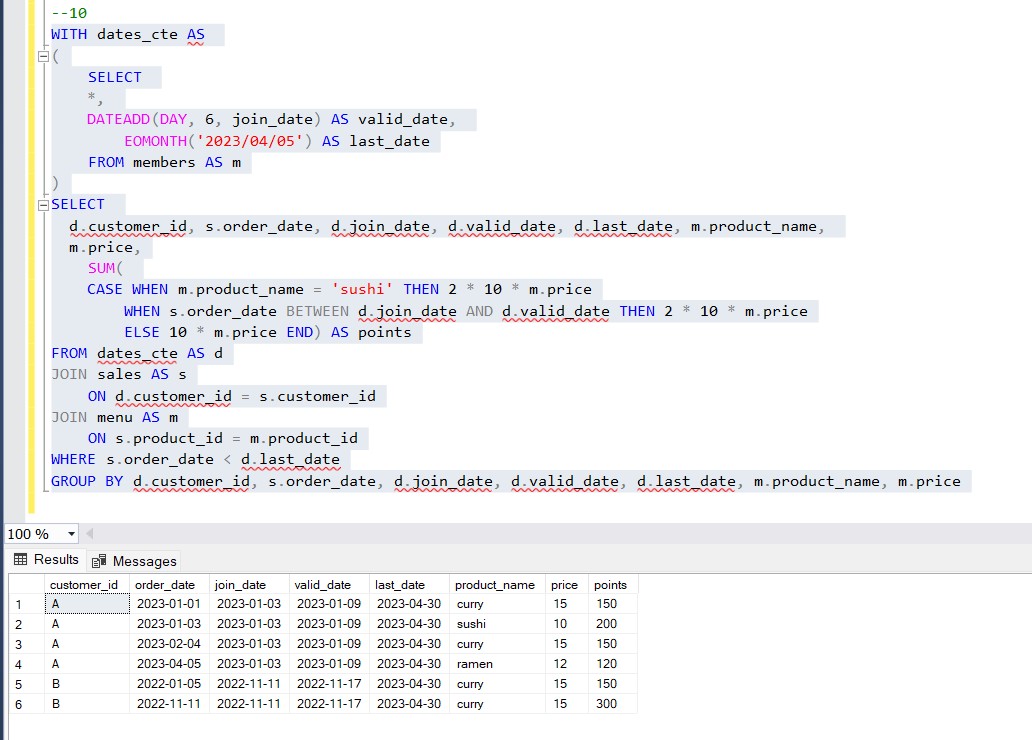 --10
WITH dates_cte AS
(
SELECT
*,
DATEADD(DAY, 6, join_date) AS valid_date,
EOMONTH('2023/04/05') AS last_date
FROM members AS m
)
SELECT
d.customer_id, s.order_date, d.join_date, d.valid_date, d.last_date, m.product_name,
m.price,
SUM(
CASE WHEN m.product_name = 'sushi' THEN 2 * 10 * m.price
WHEN s.order_date BETWEEN d.join_date AND d.valid_date THEN 2 * 10 * m.price
ELSE 10 * m.price END) AS points
FROM dates_cte AS d
JOIN sales AS s
ON d.customer_id = s.customer_id
JOIN menu AS m
ON s.product_id = m.product_id
WHERE s.order_date < d.last_date
GROUP BY d.customer_id, s.order_date, d.join_date, d.valid_date, d.last_date, m.product_name, m.price
100 %
Results Messages
customer_id order_date join_date valid_date last_date product_name price points
1 A 2023-01-01 2023-01-03 2023-01-09 2023-04-30 curry 15 150
2 A 2023-01-03 2023-01-03 2023-01-09 2023-04-30 sushi 10 200
3 A 2023-02-04 2023-01-03 2023-01-09 2023-04-30 curry 15 150
4 A 2023-04-05 2023-01-03 2023-01-09 2023-04-30 ramen 12 120
5 B 2022-01-05 2022-11-11 2022-11-17 2023-04-30 curry 15 150
6 B 2022-11-11 2022-11-11 2022-11-17 2023-04-30 curry 15 300